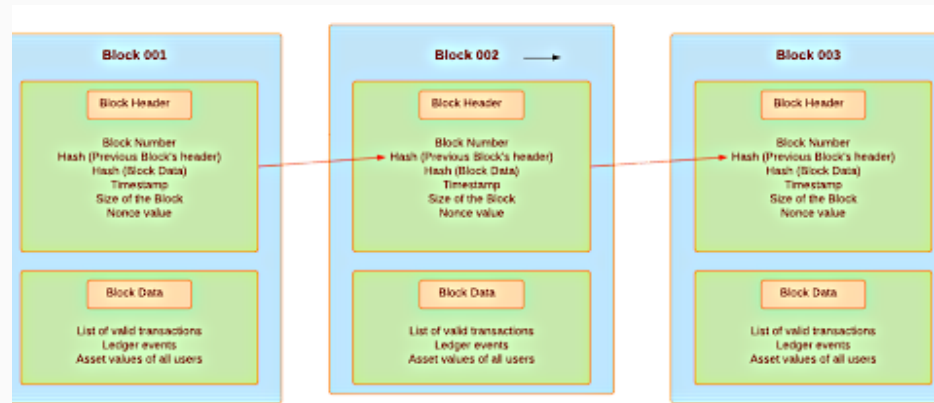 Block 001
Block Header
Block Number
Hash (Previous Block's header)
Hash (Block Data)
Timestamp
Size of the Block
Nonce value
Block Data
List of valid transactions
Ledger events
Asset values of all users
Block 002
Block Header
Block Number
Hash (Previous Block's header)
Hash (Block Data)
Timestamp
Size of the Block
Nonce value
Block Data
List of valid transactions
Ledger events
Asset values of all users
Block 003
Block Header
Block Number
Hash (Previous Block's header)
Hash (Block Data)
Timestamp
Size of the Block
Nonce value
Block Data
List of valid transactions
Ledger events
Asset values of all users